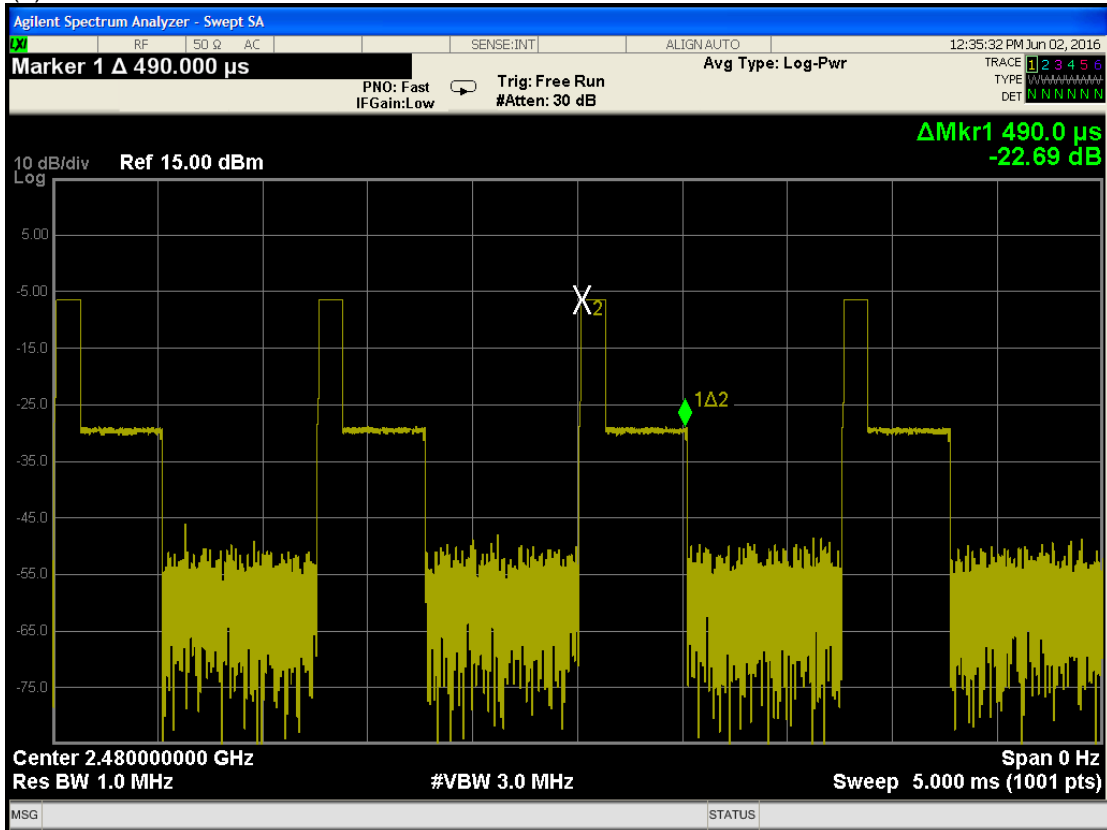 Agilent Spectrum Analyzer - Swept SA
LXI RF 50 Ω AC SENSE:INT ALIGNAUTO 12:35:32 PM Jun 02, 2016
Marker 1 Δ 490.000 µs
PNO: Fast
IFGain:Low
Trig: Free Run
#Atten: 30 dB
Avg Type: Log-Pwr
TRACE 1 2 3 4 5 6
TYPE
DET N N N N N N
ΔMkr1 490.0 µs
-22.69 dB
10 dB/div Ref 15.00 dBm
Log
5.00
-5.00
X2
-15.0
-25.0
1Δ2
-35.0
-45.0
-55.0
-65.0
-75.0
Center 2.480000000 GHz Span 0 Hz
Res BW 1.0 MHz #VBW 3.0 MHz Sweep 5.000 ms (1001 pts)
MSG STATUS